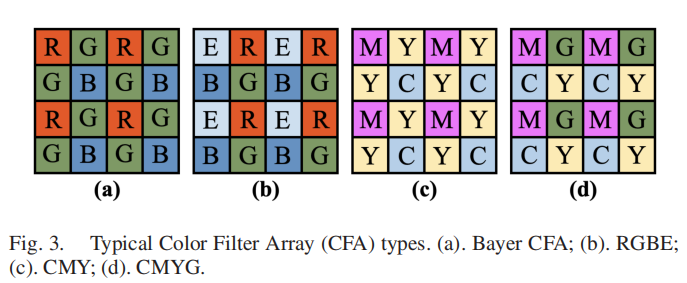 R G R G E R E R M Y M Y M G M G
G B G B B G B G Y C Y C C Y C Y
R G R G E R E R M Y M Y M G M G
G B G B B G B G Y C Y C C Y C Y
(a) (b) (c) (d)
Fig. 3. Typical Color Filter Array (CFA) types. (a). Bayer CFA; (b). RGBE;
(c). CMY; (d). CMYG.